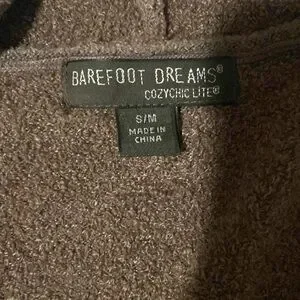 BAREFOOT DREAMS®
COZYCHIC LITE®
S/M
MADE IN
CHINA